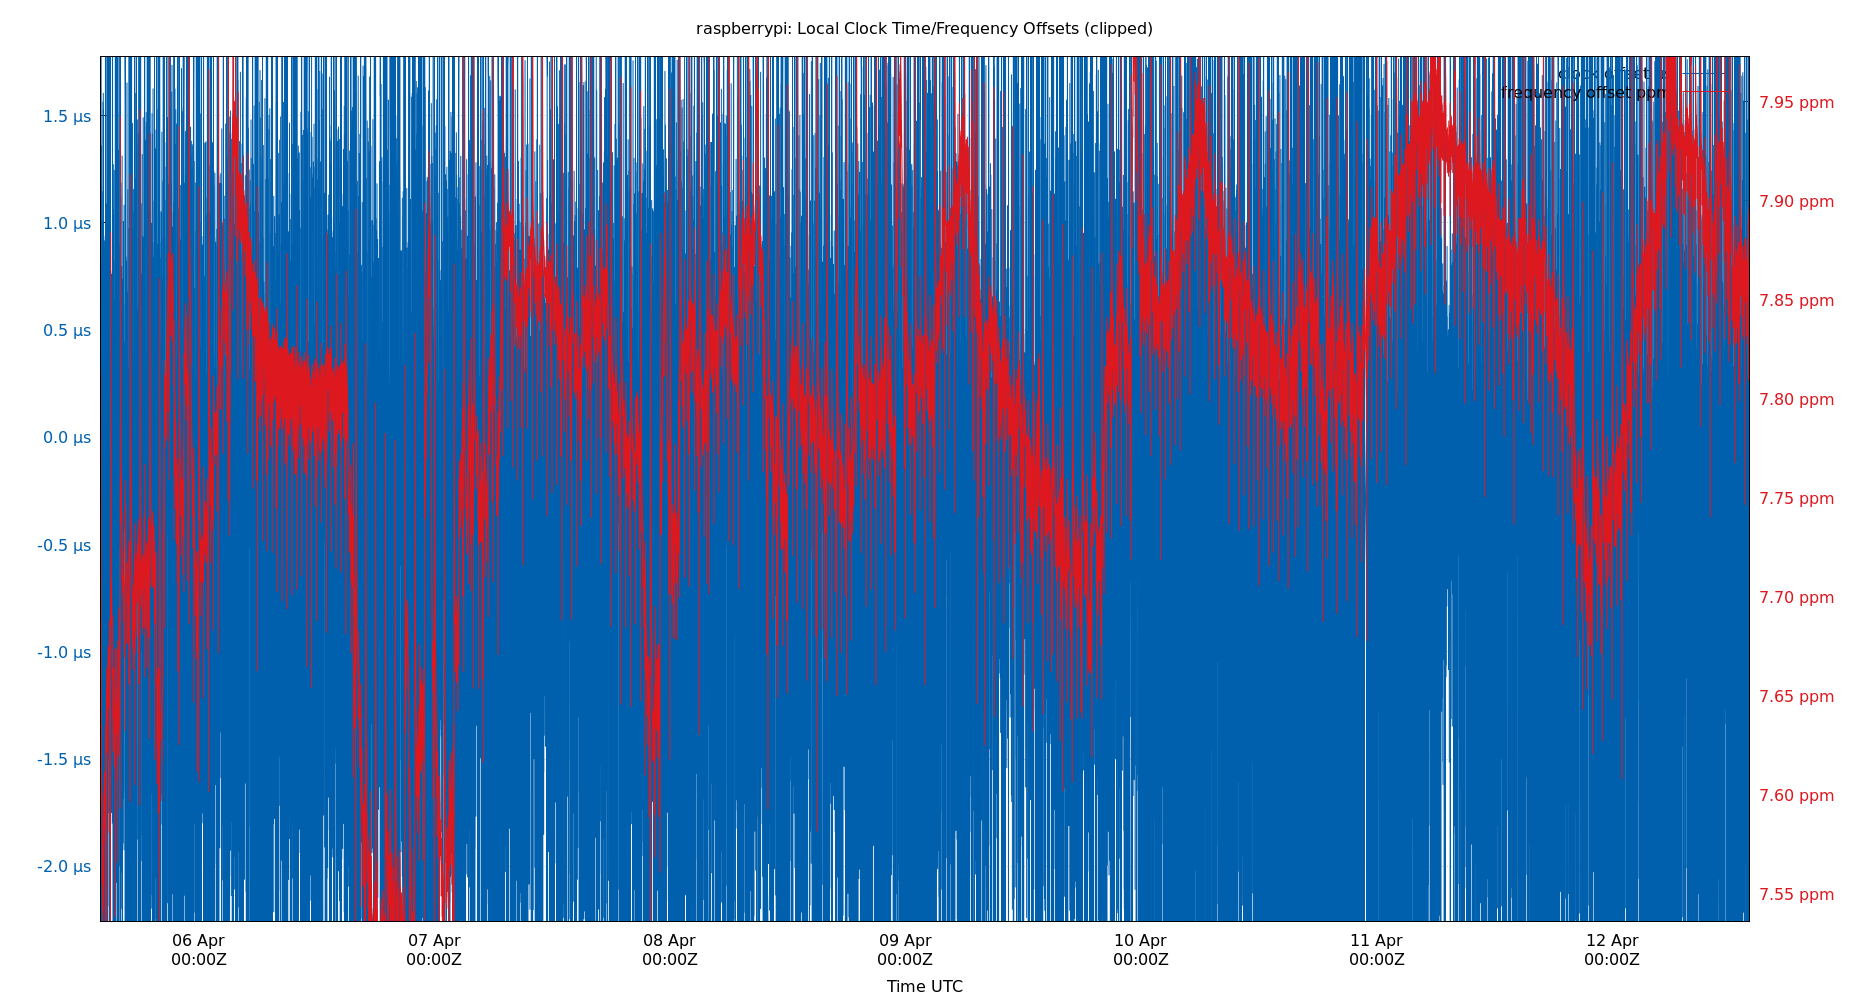 raspberrypi: Local Clock Time/Frequency Offsets (clipped)
clock offset
frequency offset ppm
1.5 µs
1.0 µs
0.5 µs
0.0 µs
-0.5 µs
-1.0 µs
-1.5 µs
-2.0 µs
7.95 ppm
7.90 ppm
7.85 ppm
7.80 ppm
7.75 ppm
7.70 ppm
7.65 ppm
7.60 ppm
7.55 ppm
06 Apr
00:00Z
07 Apr
00:00Z
08 Apr
00:00Z
09 Apr
00:00Z
10 Apr
00:00Z
11 Apr
00:00Z
12 Apr
00:00Z
Time UTC